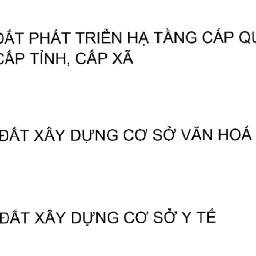 ĐẤT PHÁT TRIỂN HẠ TẦNG CẤP
CẤP TỈNH, CẤP XÃ
ĐẤT XÂY DỰNG CƠ SỞ VĂN HOÁ
ĐẤT XÂY DỰNG CƠ SỞ Y TẾ